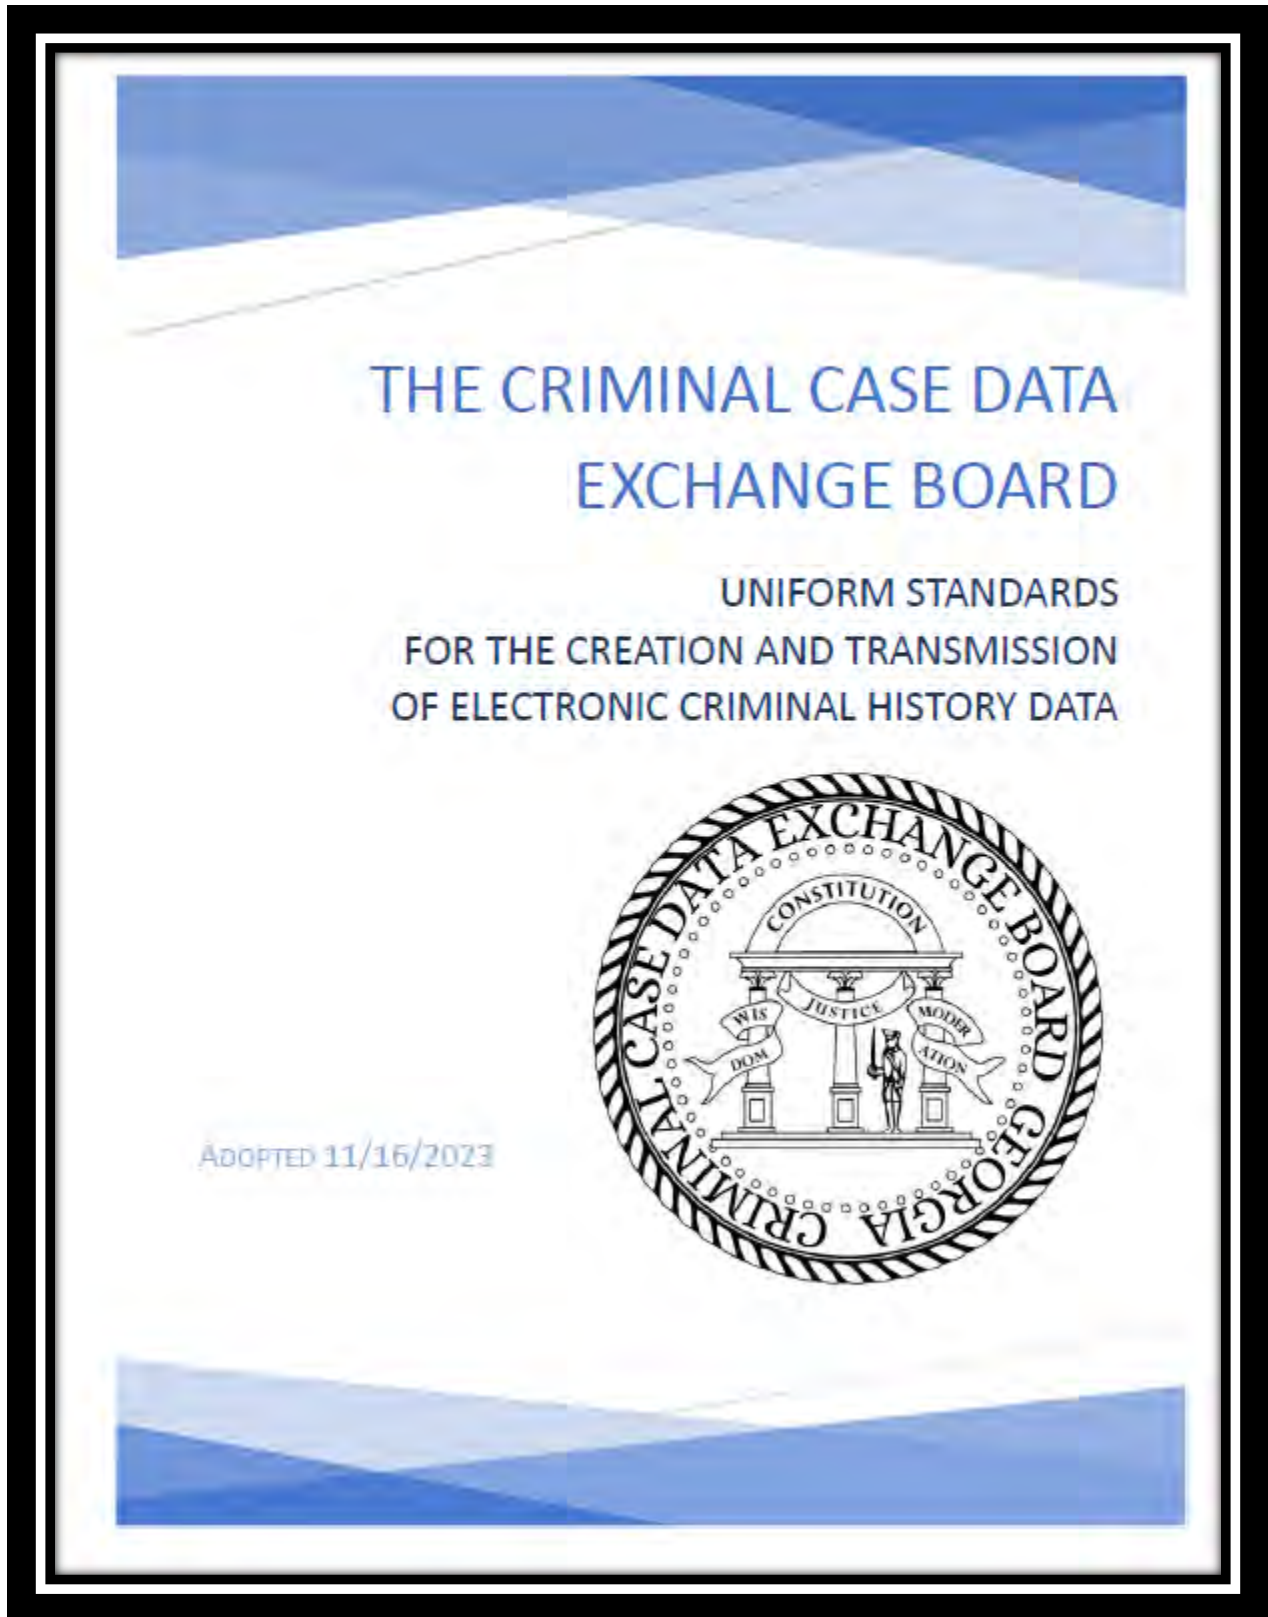 THE CRIMINAL CASE DATA
EXCHANGE BOARD
UNIFORM STANDARDS
FOR THE CREATION AND TRANSMISSION
OF ELECTRONIC CRIMINAL HISTORY DATA
CRIMINAL CASE DATA EXCHANGE BOARD GEORGIA
CONSTITUTION
WIS
DOM
JUSTICE
MODER
ATION
ADOPTED 11/16/2023